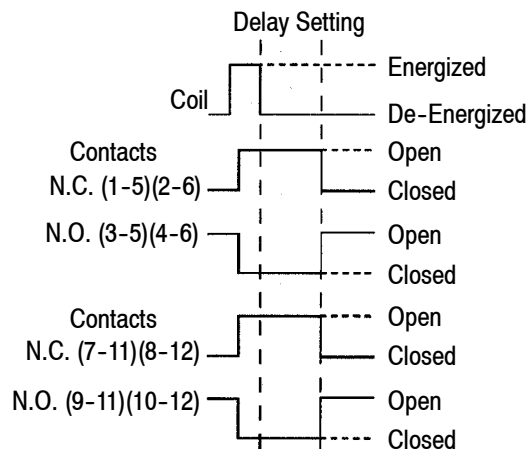 Delay Setting
Energized
Coil
De-Energized
Contacts
Open
N.C. (1-5)(2-6)
Closed
N.O. (3-5)(4-6)
Open
Closed
Contacts
Open
N.C. (7-11)(8-12)
Closed
N.O. (9-11)(10-12)
Open
Closed